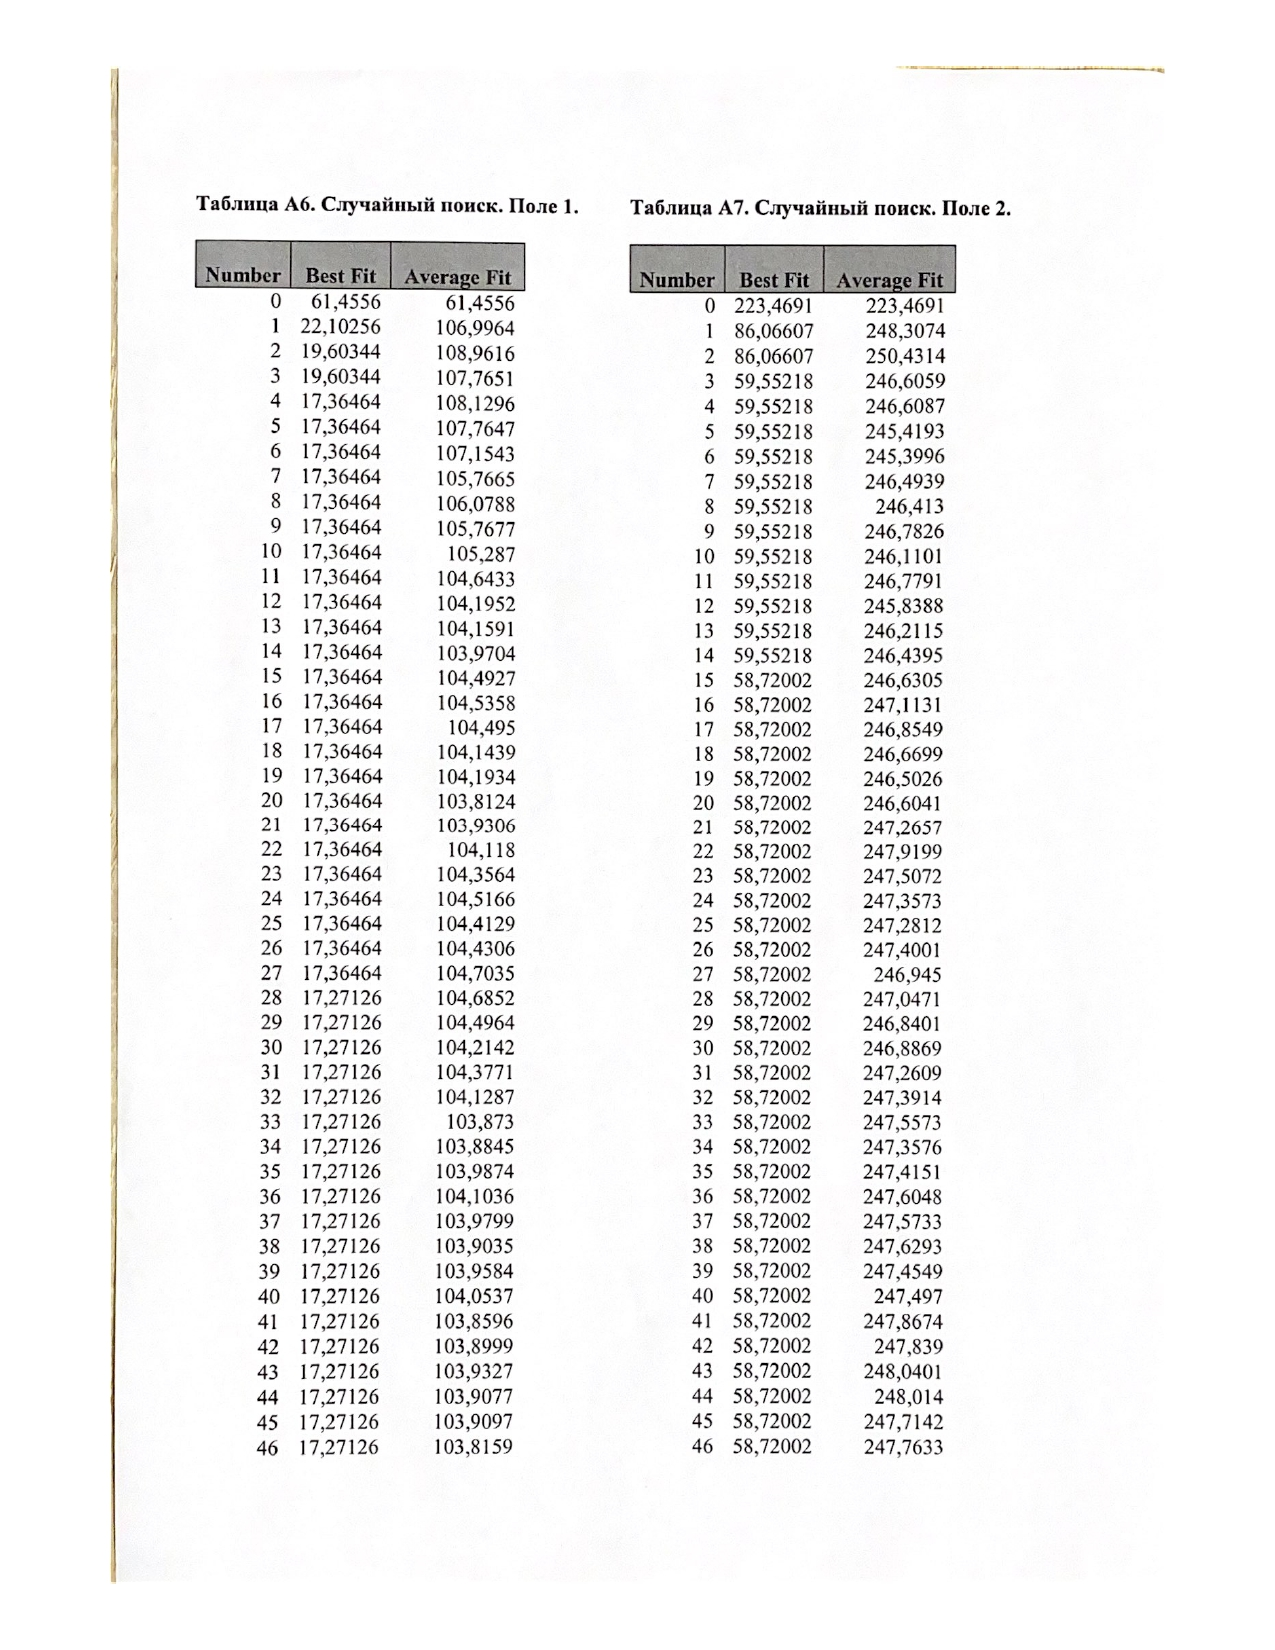 Таблица А6. Случайный поиск. Поле 1.
Number Best Fit Average Fit
0 61,4556 61,4556
1 22,10256 106,9964
2 19,60344 108,9616
3 19,60344 107,7651
4 17,36464 108,1296
5 17,36464 107,7647
6 17,36464 107,1543
7 17,36464 105,7665
8 17,36464 106,0788
9 17,36464 105,7677
10 17,36464 105,287
11 17,36464 104,6433
12 17,36464 104,1952
13 17,36464 104,1591
14 17,36464 103,9704
15 17,36464 104,4927
16 17,36464 104,5358
17 17,36464 104,495
18 17,36464 104,1439
19 17,36464 104,1934
20 17,36464 103,8124
21 17,36464 103,9306
22 17,36464 104,118
23 17,36464 104,3564
24 17,36464 104,5166
25 17,36464 104,4129
26 17,36464 104,4306
27 17,36464 104,7035
28 17,27126 104,6852
29 17,27126 104,4964
30 17,27126 104,2142
31 17,27126 104,3771
32 17,27126 104,1287
33 17,27126 103,873
34 17,27126 103,8845
35 17,27126 103,9874
36 17,27126 104,1036
37 17,27126 103,9799
38 17,27126 103,9035
39 17,27126 103,9584
40 17,27126 104,0537
41 17,27126 103,8596
42 17,27126 103,8999
43 17,27126 103,9327
44 17,27126 103,9077
45 17,27126 103,9097
46 17,27126 103,8159
Таблица А7. Случайный поиск. Поле 2.
Number Best Fit Average Fit
0 223,4691 223,4691
1 86,06607 248,3074
2 86,06607 250,4314
3 59,55218 246,6059
4 59,55218 246,6087
5 59,55218 245,4193
6 59,55218 245,3996
7 59,55218 246,4939
8 59,55218 246,413
9 59,55218 246,7826
10 59,55218 246,1101
11 59,55218 246,7791
12 59,55218 245,8388
13 59,55218 246,2115
14 59,55218 246,4395
15 58,72002 246,6305
16 58,72002 247,1131
17 58,72002 246,8549
18 58,72002 246,6699
19 58,72002 246,5026
20 58,72002 246,6041
21 58,72002 247,2657
22 58,72002 247,9199
23 58,72002 247,5072
24 58,72002 247,3573
25 58,72002 247,2812
26 58,72002 247,4001
27 58,72002 246,945
28 58,72002 247,0471
29 58,72002 246,8401
30 58,72002 246,8869
31 58,72002 247,2609
32 58,72002 247,3914
33 58,72002 247,5573
34 58,72002 247,3576
35 58,72002 247,4151
36 58,72002 247,6048
37 58,72002 247,5733
38 58,72002 247,6293
39 58,72002 247,4549
40 58,72002 247,497
41 58,72002 247,8674
42 58,72002 247,839
43 58,72002 248,0401
44 58,72002 248,014
45 58,72002 247,7142
46 58,72002 247,7633